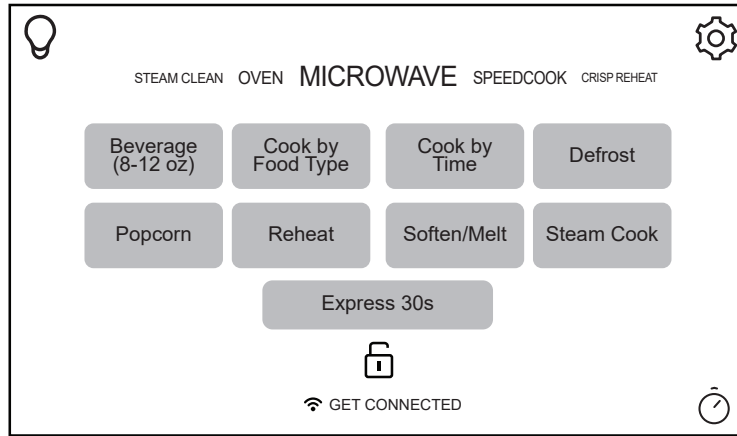 STEAM CLEAN OVEN MICROWAVE SPEEDCOOK CRISP REHEAT
Beverage
(8-12 oz)
Cook by
Food Type
Cook by
Time
Defrost
Popcorn
Reheat
Soften/Melt
Steam Cook
Express 30s
GET CONNECTED